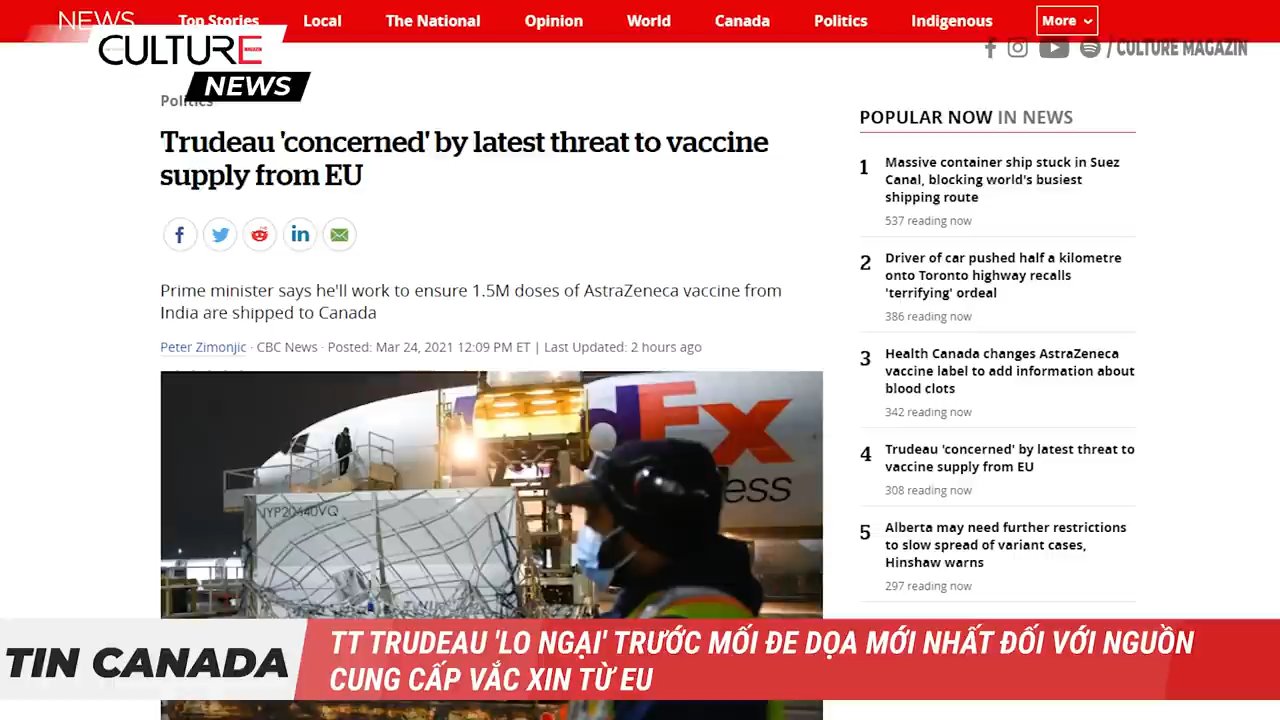 NEWS
Top Stories Local The National Opinion World Canada Politics Indigenous More
CULTURE
NEWS
/ CULTURE MAGAZIN
Politics
Trudeau 'concerned' by latest threat to vaccine
supply from EU
Prime minister says he'll work to ensure 1.5M doses of AstraZeneca vaccine from
India are shipped to Canada
Peter Zimonjic · CBC News · Posted: Mar 24, 2021 12:09 PM ET | Last Updated: 2 hours ago
FedEx
ess
POPULAR NOW IN NEWS
1 Massive container ship stuck in Suez
Canal, blocking world's busiest
shipping route
537 reading now
2 Driver of car pushed half a kilometre
onto Toronto highway recalls
'terrifying' ordeal
386 reading now
3 Health Canada changes AstraZeneca
vaccine label to add information about
blood clots
342 reading now
4 Trudeau 'concerned' by latest threat to
vaccine supply from EU
308 reading now
5 Alberta may need further restrictions
to slow spread of variant cases,
Hinshaw warns
297 reading now
TIN CANADA
TT TRUDEAU 'LO NGẠI' TRƯỚC MỐI ĐE DỌA MỚI NHẤT ĐỐI VỚI NGUỒN
CUNG CẤP VẮC XIN TỪ EU